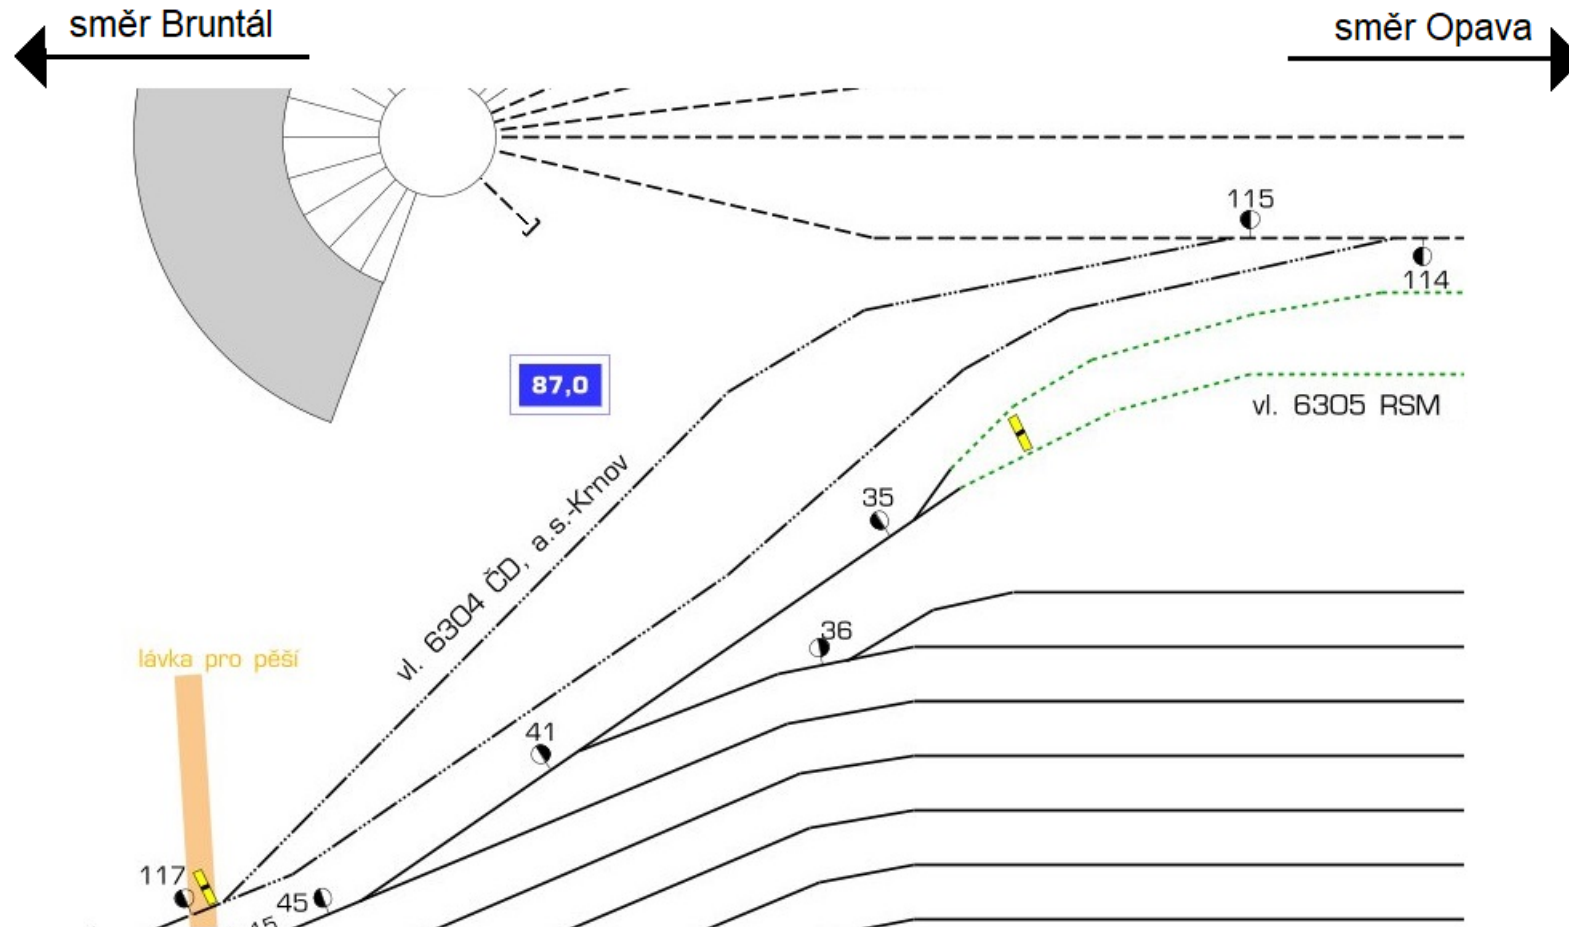 směr Bruntál
směr Opava
115
114
87,0
vl. 6305 RSM
vl. 6304 ČD, a.s.-Krnov
35
36
lávka pro pěší
41
117
45